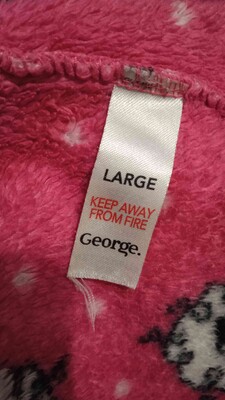 LARGE
KEEP AWAY
FROM FIRE
George.